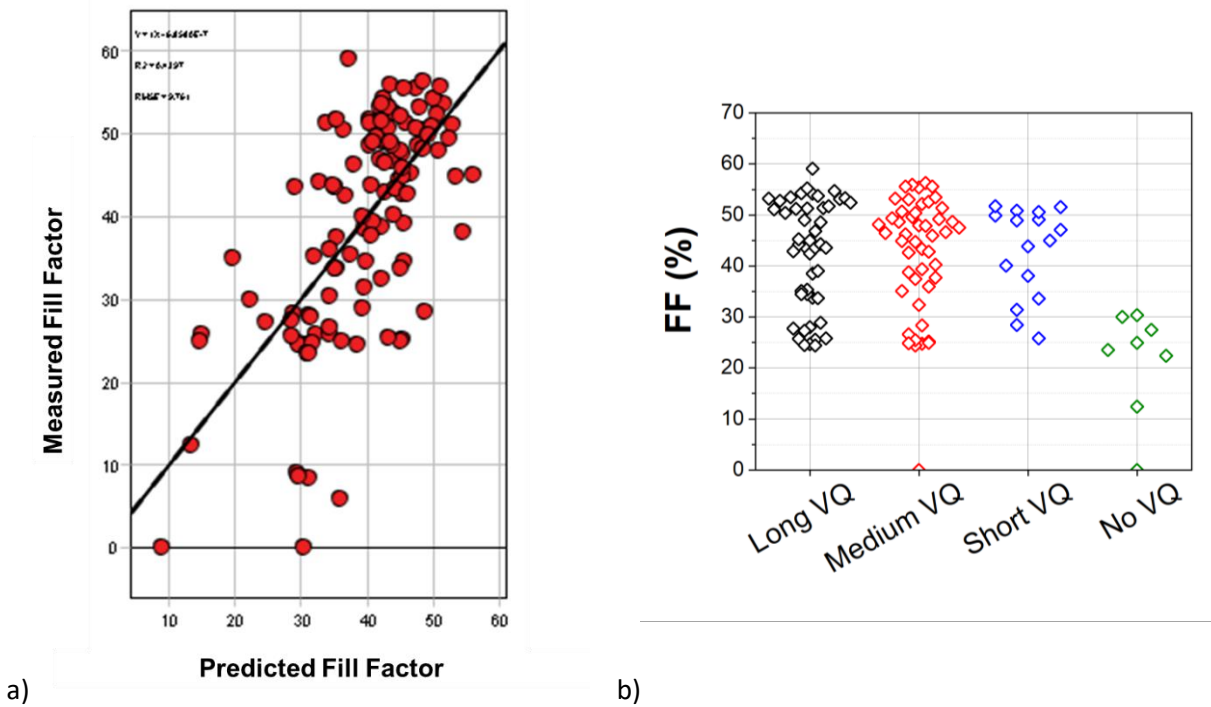 60
50
40
30
20
10
0
10 20 30 40 50 60
Measured Fill Factor
Predicted Fill Factor
a)
70
60
50
40
30
20
10
0
FF (%)
Long VQ
Medium VQ
Short VQ
No VQ
b)